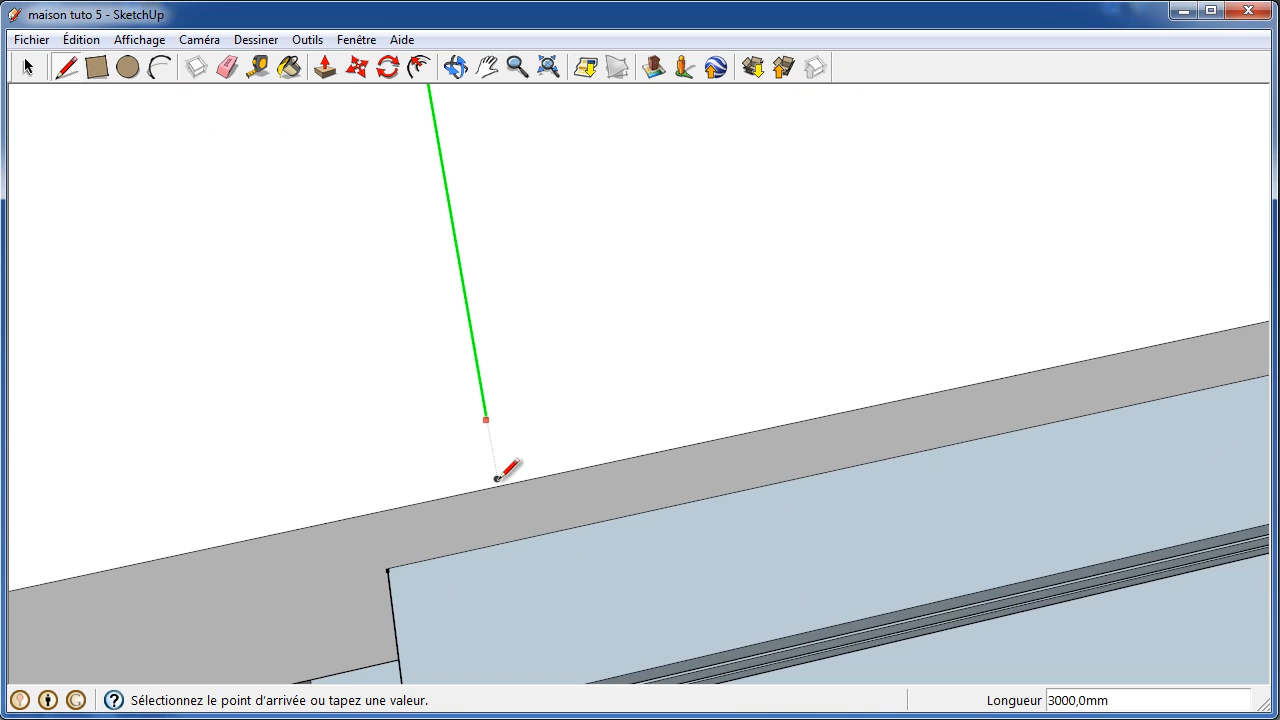 maison tuto 5 - SketchUp
Fichier Édition Affichage Caméra Dessiner Outils Fenêtre Aide
Sélectionnez le point d'arrivée ou tapez une valeur. Longueur 3000,0mm